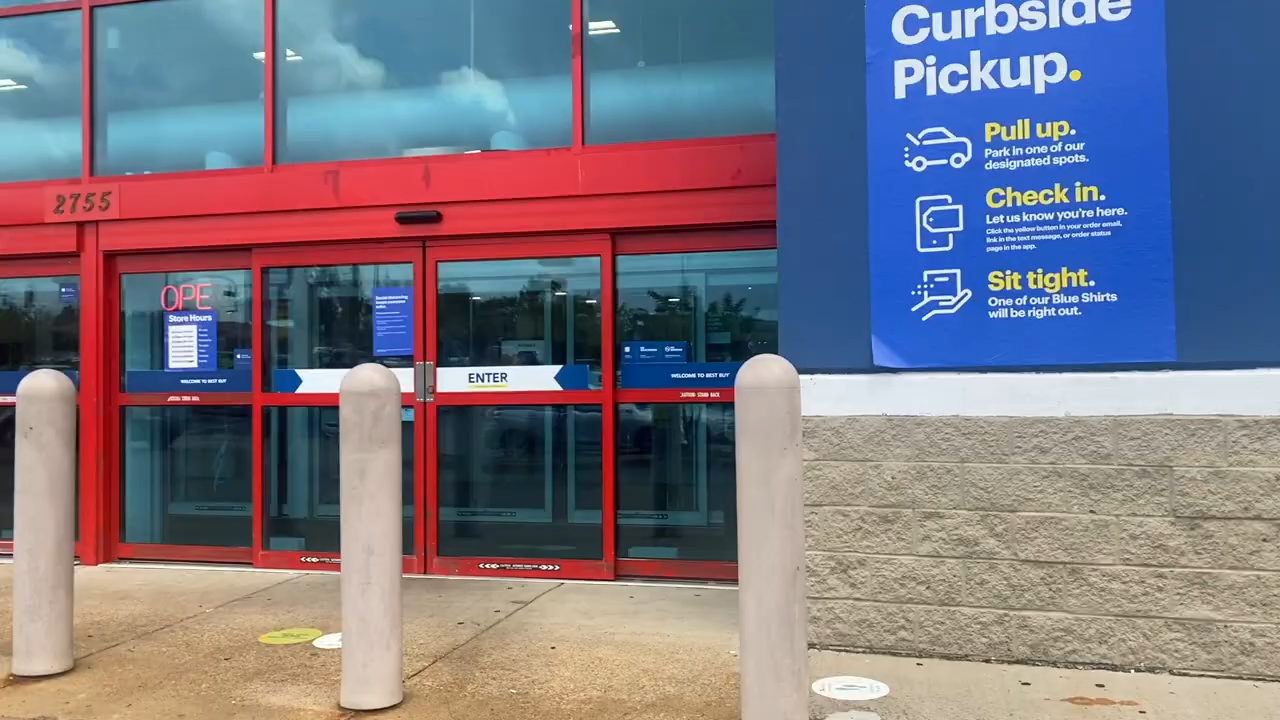 Curbside
Pickup.
Pull up.
Park in one of our
designated spots.
Check in.
Let us know you're here.
Click the yellow button in your order email,
link in the text message, or order status
page in the app.
Sit tight.
One of our Blue Shirts
will be right out.
2755
OPE
Store Hours
WELCOME TO BEST BUY
ENTER
WELCOME TO BEST BUY
CAUTION STAND BACK